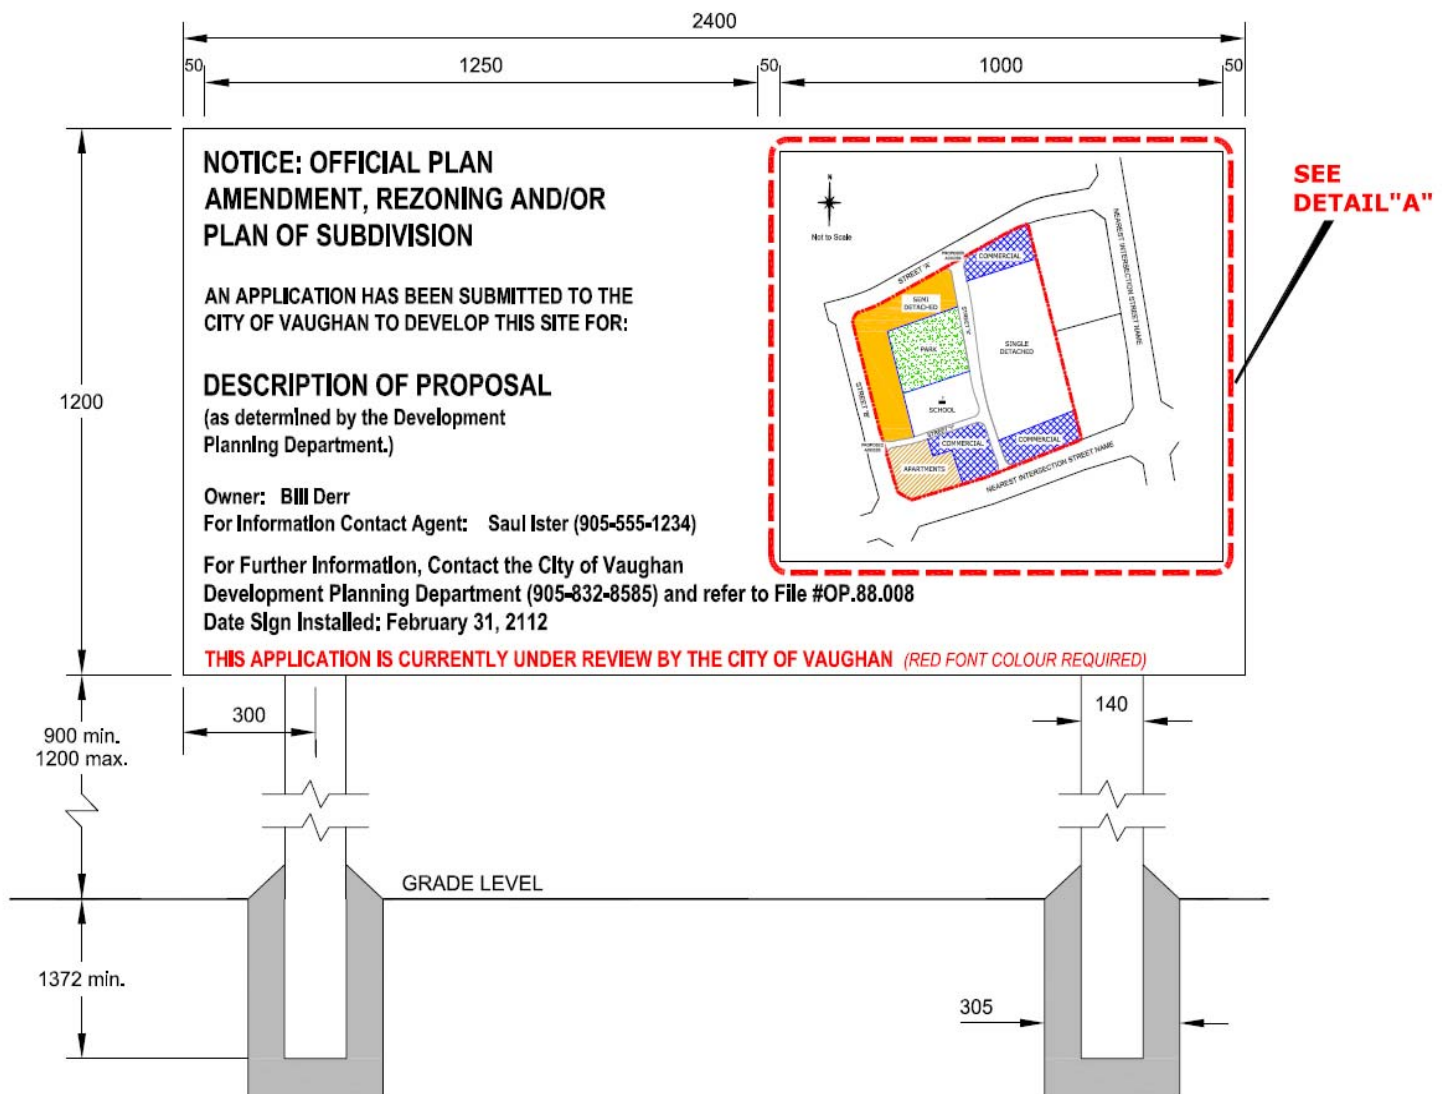 2400
50
1250
50
1000
50
NOTICE: OFFICIAL PLAN
AMENDMENT, REZONING AND/OR
PLAN OF SUBDIVISION
AN APPLICATION HAS BEEN SUBMITTED TO THE
CITY OF VAUGHAN TO DEVELOP THIS SITE FOR:
DESCRIPTION OF PROPOSAL
(as determined by the Development
Planning Department.)
Owner: Bill Derr
For Information Contact Agent: Saul Ister (905-555-1234)
For Further Information, Contact the City of Vaughan
Development Planning Department (905-832-8585) and refer to File #OP.88.008
Date Sign Installed: February 31, 2112
THIS APPLICATION IS CURRENTLY UNDER REVIEW BY THE CITY OF VAUGHAN (RED FONT COLOUR REQUIRED)
N
Not to Scale
STREET 'A'
PROPOSED
ACCESS
COMMERCIAL
NEAREST INTERSECTION STREET NAME
SEMI
DETACHED
PARK
SINGLE
DETACHED
STREET 'B'
SCHOOL
PROPOSED
ACCESS
COMMERCIAL
COMMERCIAL
APARTMENTS
NEAREST INTERSECTION STREET NAME
SEE
DETAIL"A"
1200
300
140
900 min.
1200 max.
GRADE LEVEL
1372 min.
305